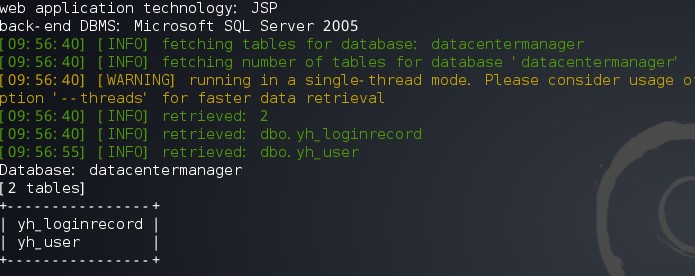 web application technology: JSP
back-end DBMS: Microsoft SQL Server 2005
[09:56:40] [INFO] fetching tables for database: datacentermanager
[09:56:40] [INFO] fetching number of tables for database 'datacentermanager'
[09:56:40] [WARNING] running in a single-thread mode. Please consider usage o
ption '--threads' for faster data retrieval
[09:56:40] [INFO] retrieved: 2
[09:56:40] [INFO] retrieved: dbo.yh_loginrecord
[09:56:55] [INFO] retrieved: dbo.yh_user
Database: datacentermanager
[2 tables]
+----------------+
| yh_loginrecord |
| yh_user        |
+----------------+